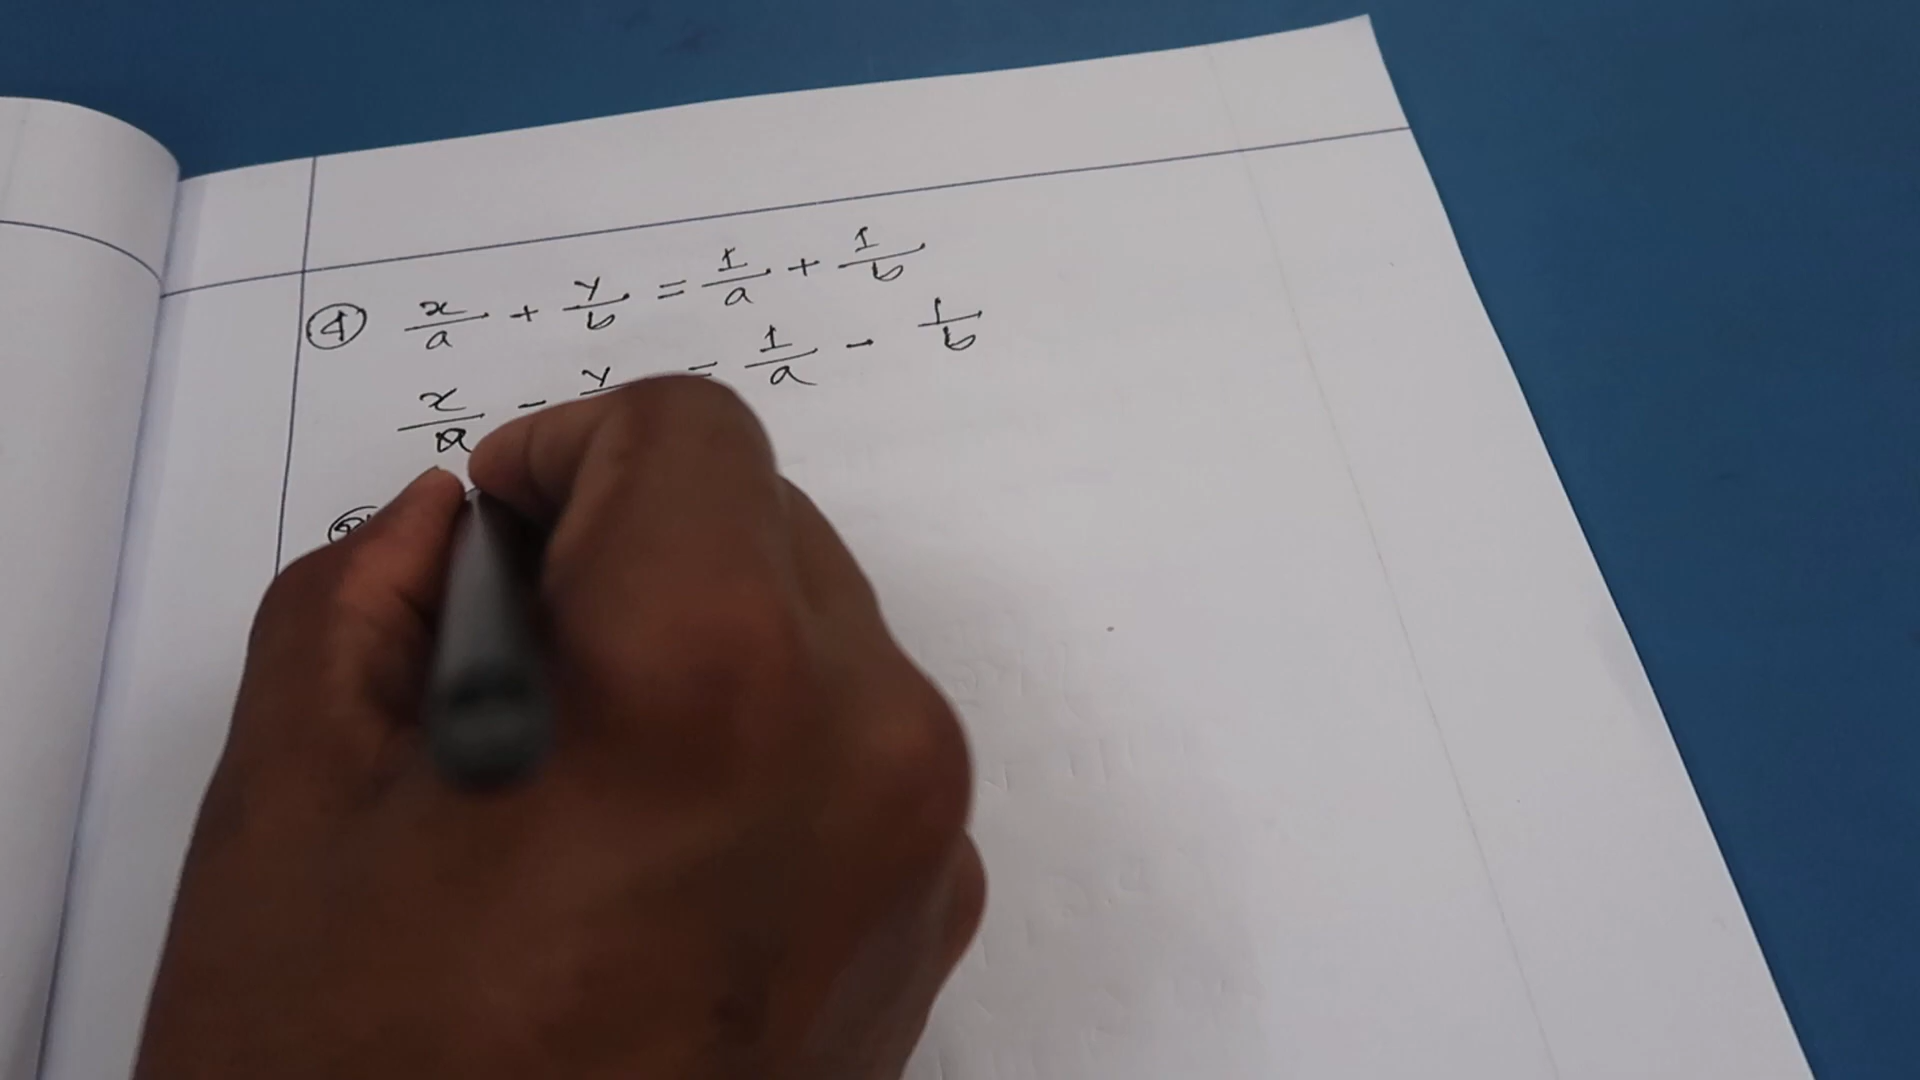 ④ x/a + y/b = 1/a + 1/b
x/a - y = 1/a - 1/b